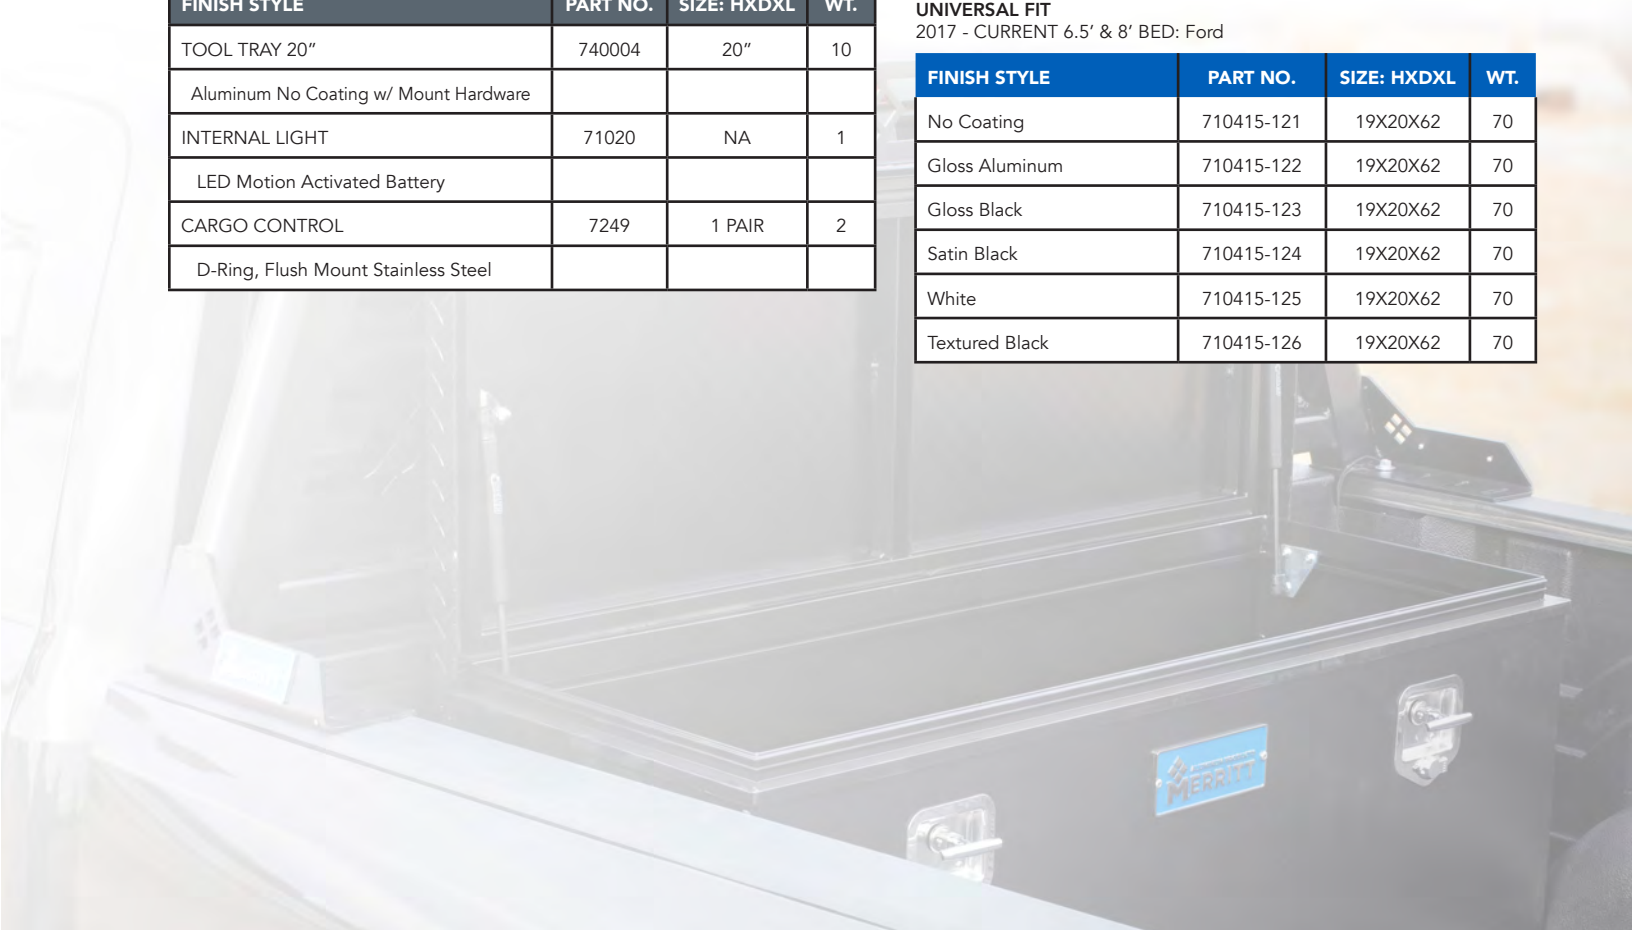 FINISH STYLE PART NO. SIZE: HXDXL WT.
TOOL TRAY 20” 740004 20” 10
Aluminum No Coating w/ Mount Hardware
INTERNAL LIGHT 71020 NA 1
LED Motion Activated Battery
CARGO CONTROL 7249 1 PAIR 2
D-Ring, Flush Mount Stainless Steel
UNIVERSAL FIT
2017 - CURRENT 6.5’ & 8’ BED: Ford
FINISH STYLE PART NO. SIZE: HXDXL WT.
No Coating 710415-121 19X20X62 70
Gloss Aluminum 710415-122 19X20X62 70
Gloss Black 710415-123 19X20X62 70
Satin Black 710415-124 19X20X62 70
White 710415-125 19X20X62 70
Textured Black 710415-126 19X20X62 70
MERRITT